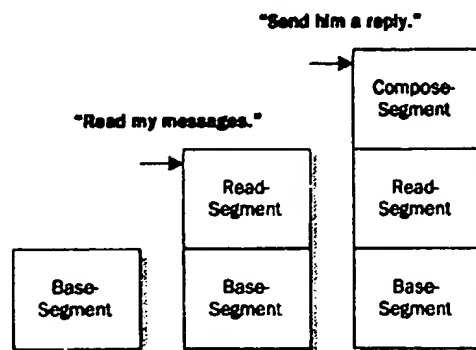 “Send him a reply.”
Compose-
Segment
“Read my messages.”
Read-
Segment
Read-
Segment
Base-
Segment
Base-
Segment
Base-
Segment